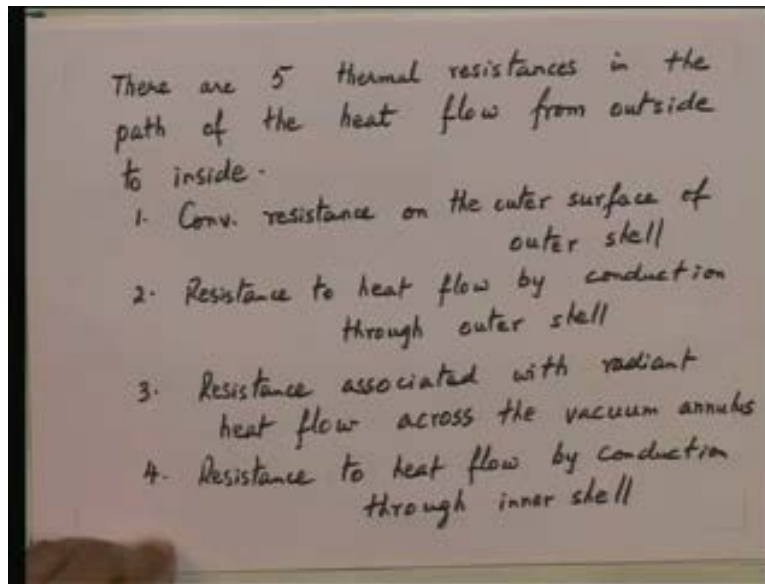 There are 5 thermal resistances in the
path of the heat flow from outside
to inside.
1. Conv. resistance on the outer surface of
outer shell
2. Resistance to heat flow by conduction
through outer shell
3. Resistance associated with radiant
heat flow across the vacuum annulus
4. Resistance to heat flow by conduction
through inner shell